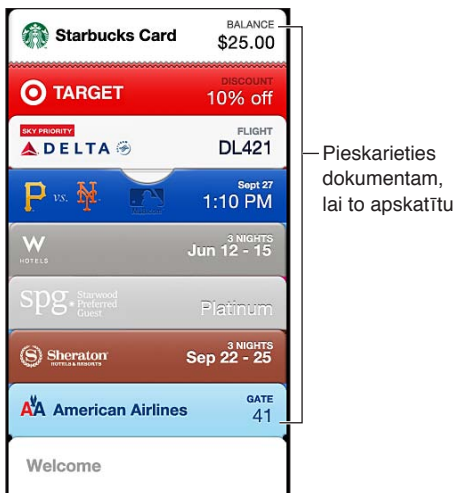 Starbucks Card
BALANCE
$25.00
TARGET
DISCOUNT
10% off
SKY PRIORITY
DELTA
FLIGHT
DL421
P vs. NY
Sept 27
1:10 PM
W
HOTELS
3 NIGHTS
Jun 12 - 15
spg
Starwood
Preferred
Guest
Platinum
S Sheraton
HOTELS & RESORTS
3 NIGHTS
Sep 22 - 25
AA American Airlines
GATE
41
Welcome
Pieskarieties
dokumentam,
lai to apskatītu